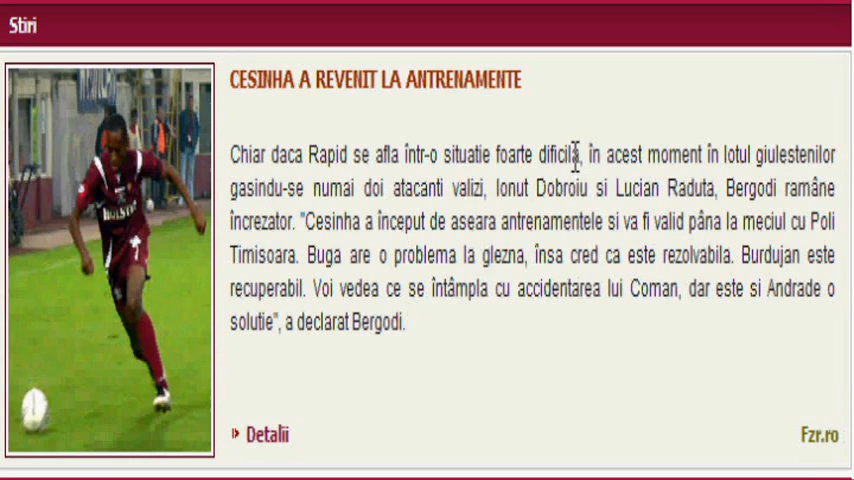 Stiri
CESINHA A REVENIT LA ANTRENAMENTE
Chiar daca Rapid se afla într-o situatie foarte dificilă, în acest moment în lotul giulestenilor
gasindu-se numai doi atacanti valizi, Ionut Dobroiu si Lucian Raduta, Bergodi ramâne
încrezator. "Cesinha a început de aseara antrenamentele si va fi valid pâna la meciul cu Poli
Timisoara. Buga are o problema la glezna, însa cred ca este rezolvabila. Burdujan este
recuperabil. Voi vedea ce se întâmpla cu accidentarea lui Coman, dar este si Andrade o
solutie", a declarat Bergodi.
Detalii
Fzr.ro